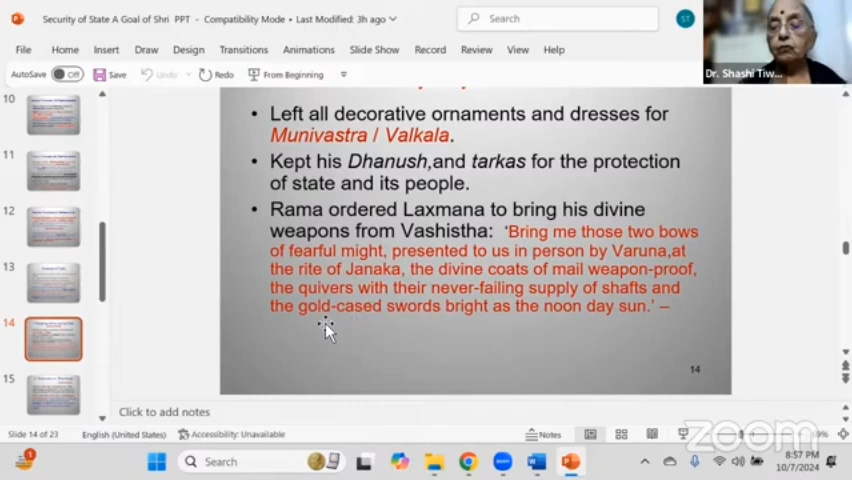 Security of State A Goal of Shri PPT - Compatibility Mode • Last Modified: 3h ago
Search
ST
File Home Insert Draw Design Transitions Animations Slide Show Record Review View Help
AutoSave Off Save Undo Redo From Beginning
Dr. Shashi Tiw...
10
11
12
13
14
15
• Left all decorative ornaments and dresses for
Munivastra / Valkala.
• Kept his Dhanush,and tarkas for the protection
of state and its people.
• Rama ordered Laxmana to bring his divine
weapons from Vashistha: 'Bring me those two bows
of fearful might, presented to us in person by Varuna,at
the rite of Janaka, the divine coats of mail weapon-proof,
the quivers with their never-failing supply of shafts and
the gold-cased swords bright as the noon day sun.' –
14
Click to add notes
Slide 14 of 23 English (United States) Accessibility: Unavailable Notes
zoom
Search
8:57 PM
10/7/2024